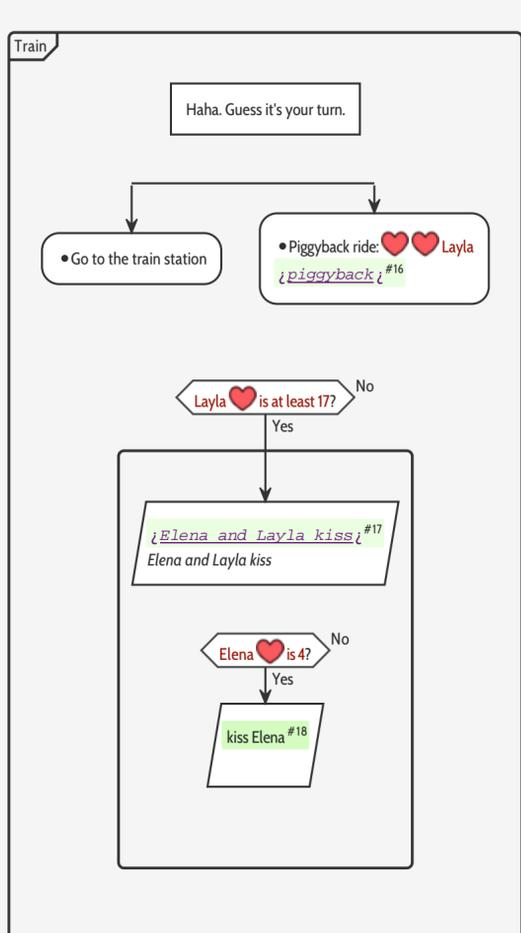 Train
Haha. Guess it's your turn.
•Go to the train station
•Piggyback ride: ❤❤ Layla
¿piggyback¿#16
Layla ❤ is at least 17?
No
Yes
¿Elena and Layla kiss¿#17
Elena and Layla kiss
Elena ❤ is 4?
No
Yes
kiss Elena #18